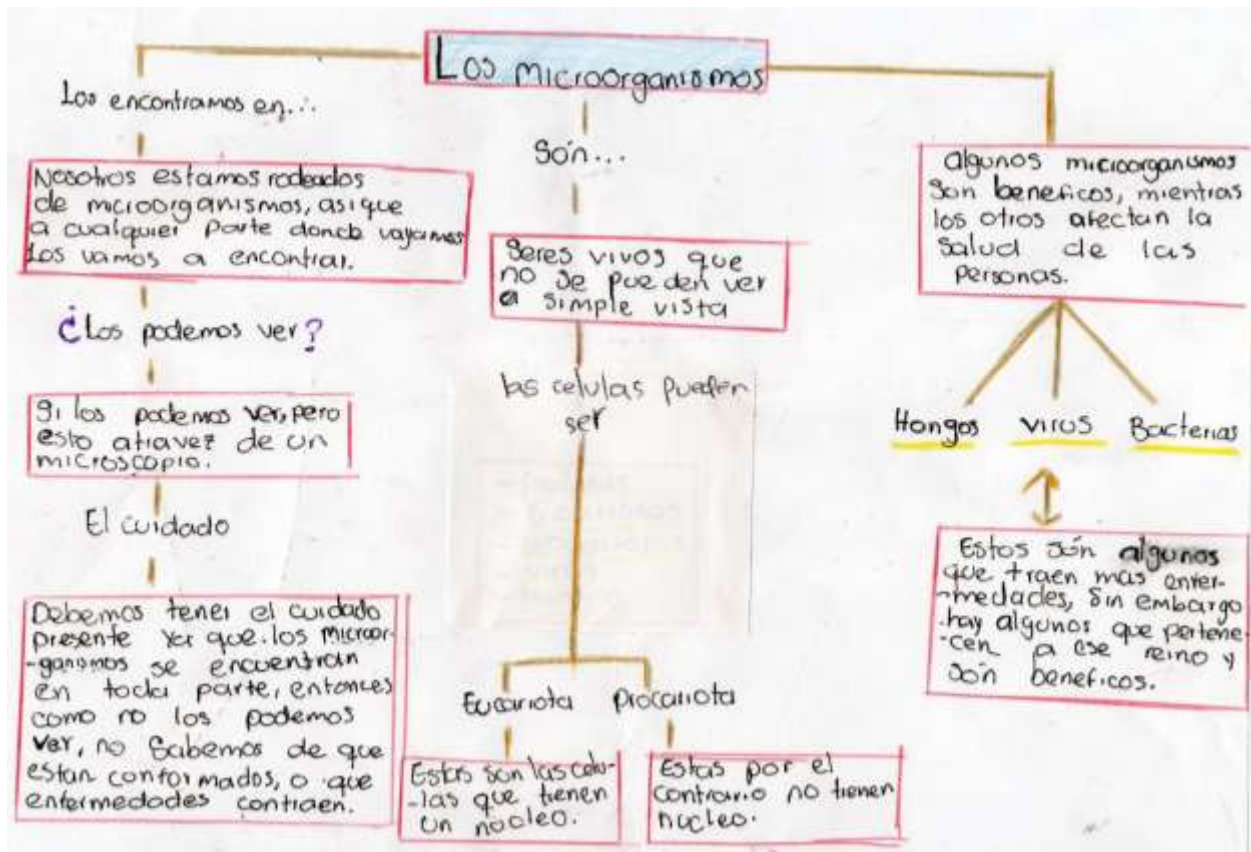 Los microorganismos
Los encontramos en...
Nosotros estamos rodeados
de microorganismos, asi que
a cualquier parte donde vayamos
los vamos a encontrar.
¿Los podemos ver?
Si los podemos ver, pero
esto atravez de un
microscopio.
El cuidado
Debemos tener el cuidado
presente ya que los microor-
-ganismos se encuentran
en toda parte, entonces
como no los podemos
ver, no sabemos de que
estan conformados, o que
enfermedades contraen.
Són...
Seres vivos que
no se pueden ver
a simple vista
las celulas pueden
ser
Eucariota
Procariota
Estas son las celu-
-las que tienen
un nucleo.
Estas por el
contrario no tienen
nucleo.
algunos microorganismos
son beneficos, mientras
los otros afectan la
salud de las
personas.
Hongos
virus
Bacterias
Estos són algunos
que traen mas enfer-
-medades, sin embargo
hay algunos que pertene-
-cen a ese reino y
són beneficos.